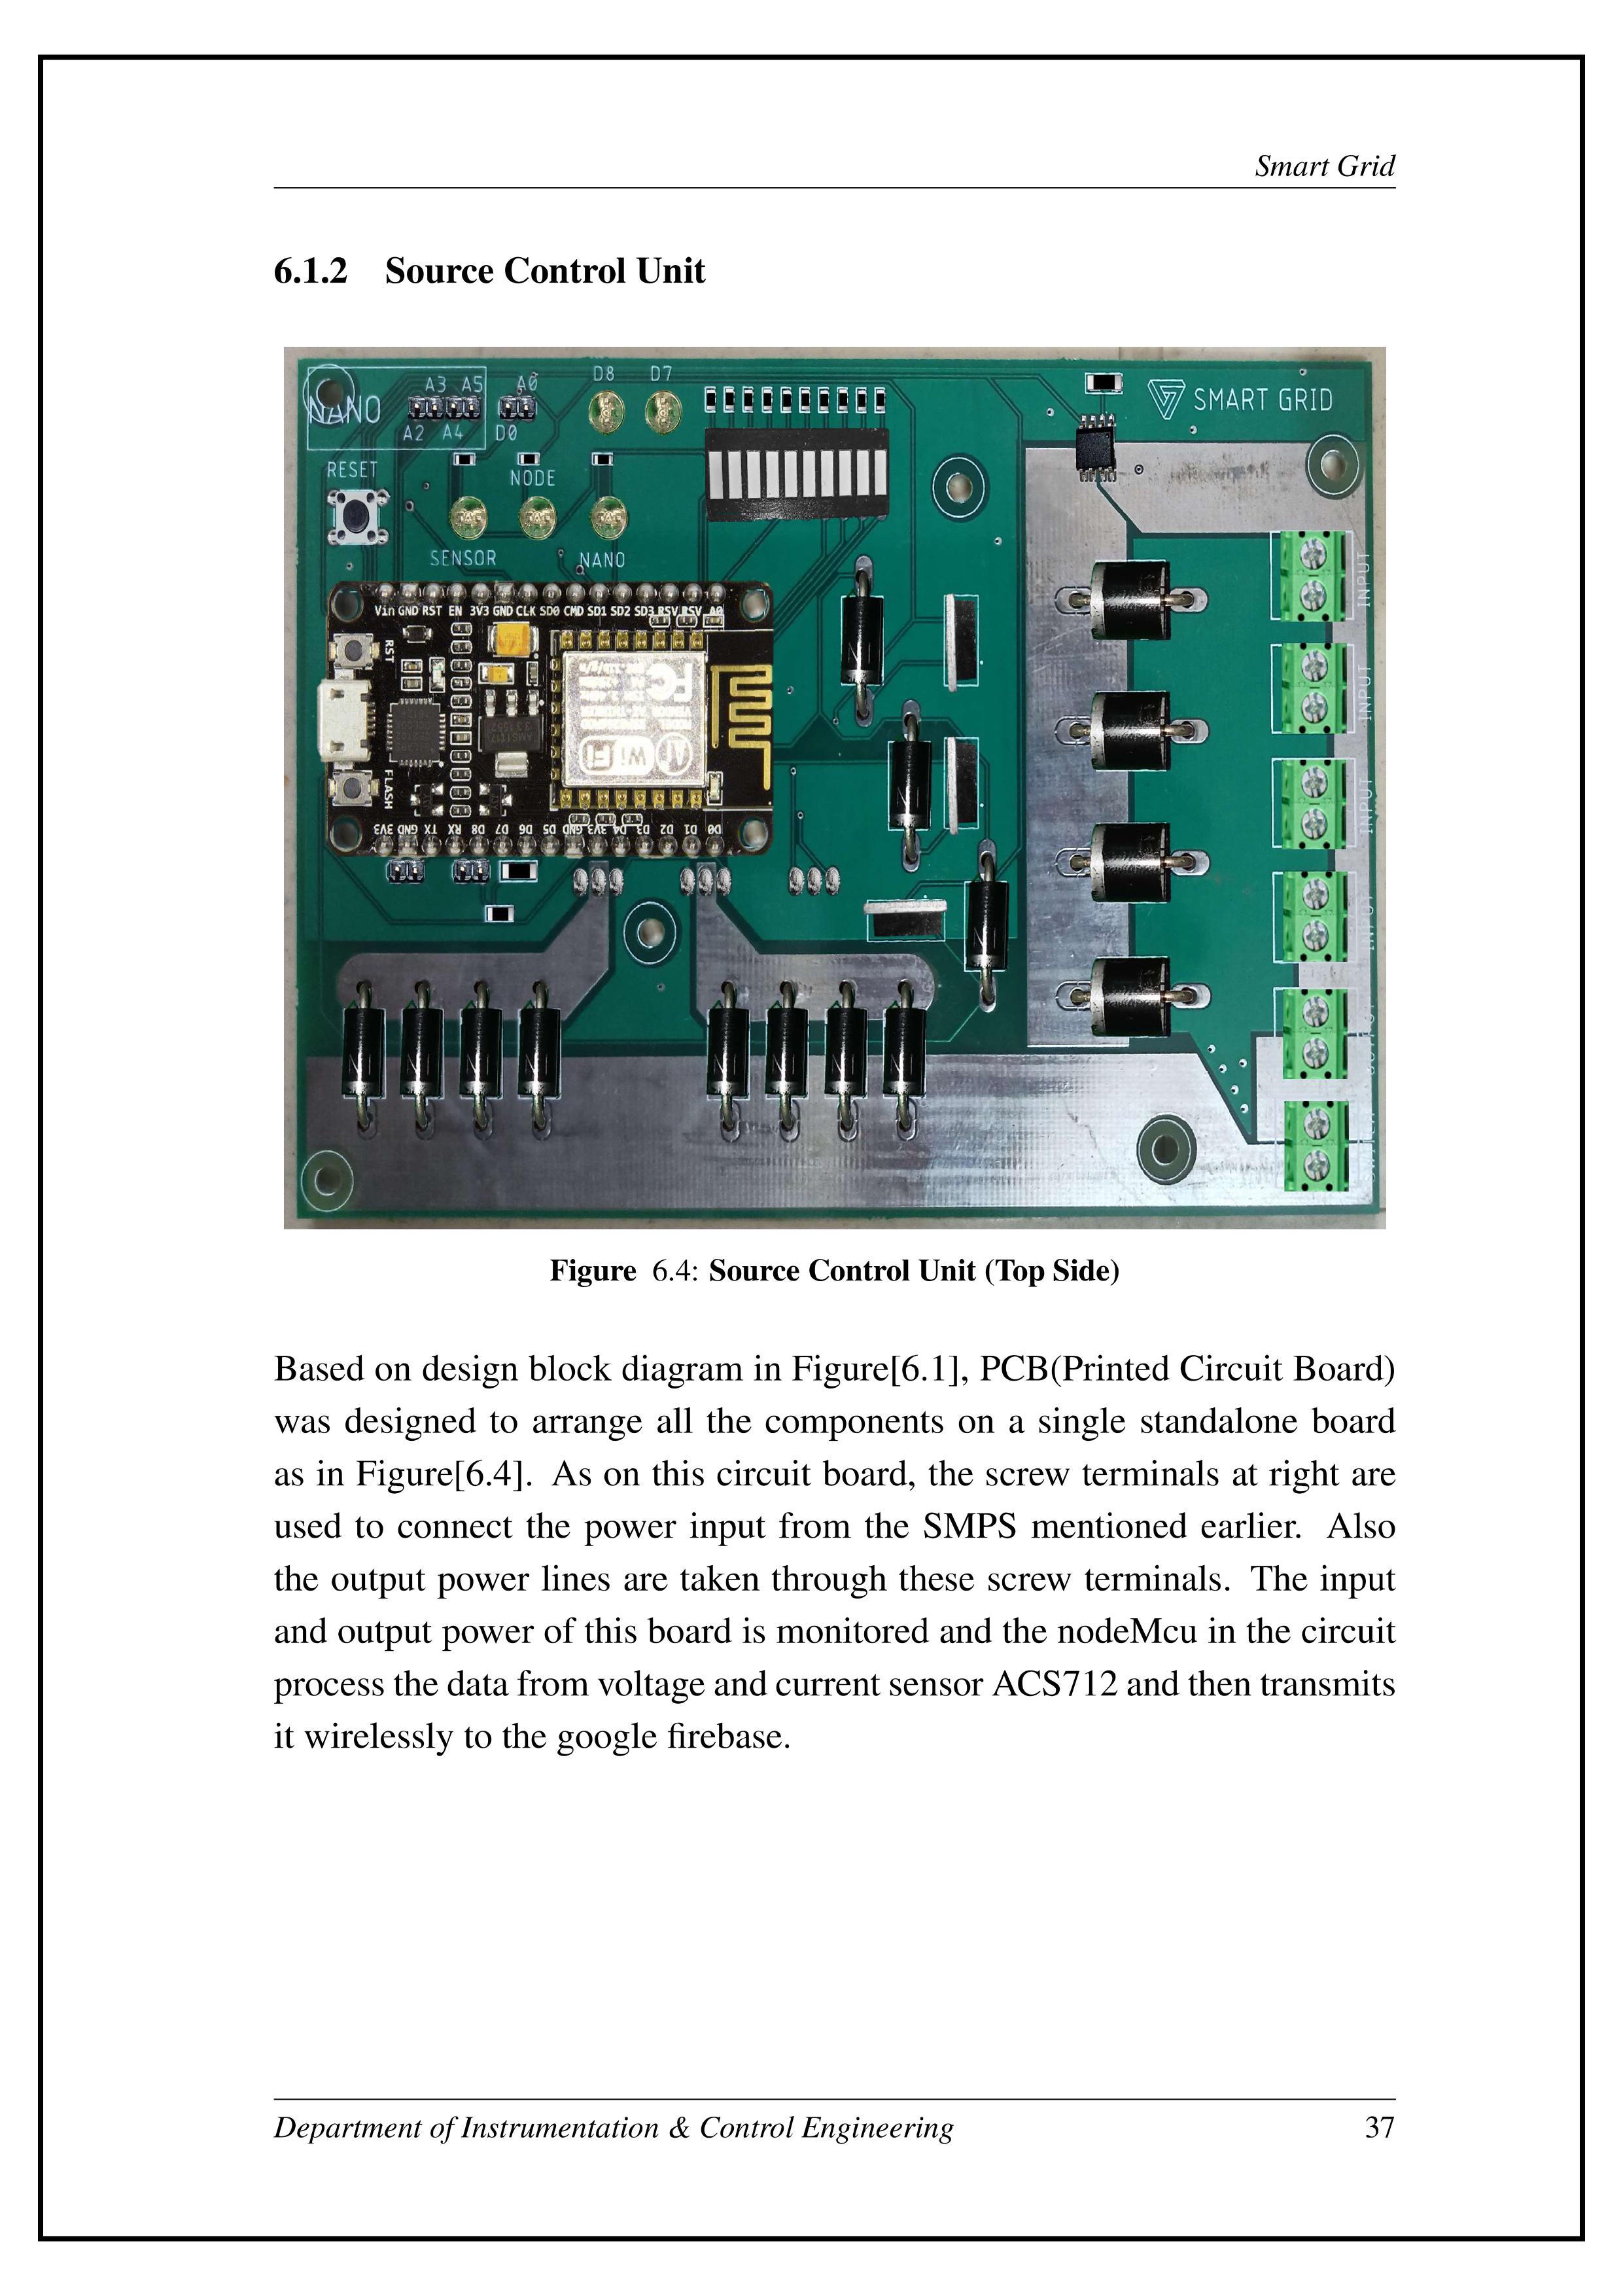 Smart Grid
6.1.2 Source Control Unit
NANO
A3 A5 A0
A2 A4 D0
D8 D7
SMART GRID
RESET
NODE
SENSOR NANO
INPUT
INPUT
INPUT
INPUT
Vin GND RST EN 3V3 GND CLK SD0 CMD SD1 SD2 SD3 RSV RSV A0
RST
FLASH
WiFi
3V3 GND TX RX D8 D7 D6 D5 GND 3V3 D4 D3 D2 D1 D0
Figure 6.4: Source Control Unit (Top Side)
Based on design block diagram in Figure[6.1], PCB(Printed Circuit Board)
was designed to arrange all the components on a single standalone board
as in Figure[6.4]. As on this circuit board, the screw terminals at right are
used to connect the power input from the SMPS mentioned earlier. Also
the output power lines are taken through these screw terminals. The input
and output power of this board is monitored and the nodeMcu in the circuit
process the data from voltage and current sensor ACS712 and then transmits
it wirelessly to the google firebase.
Department of Instrumentation & Control Engineering 37